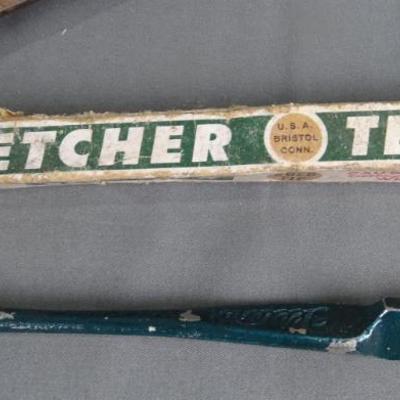 ETCHER U.S.A. BRISTOL CONN. TE